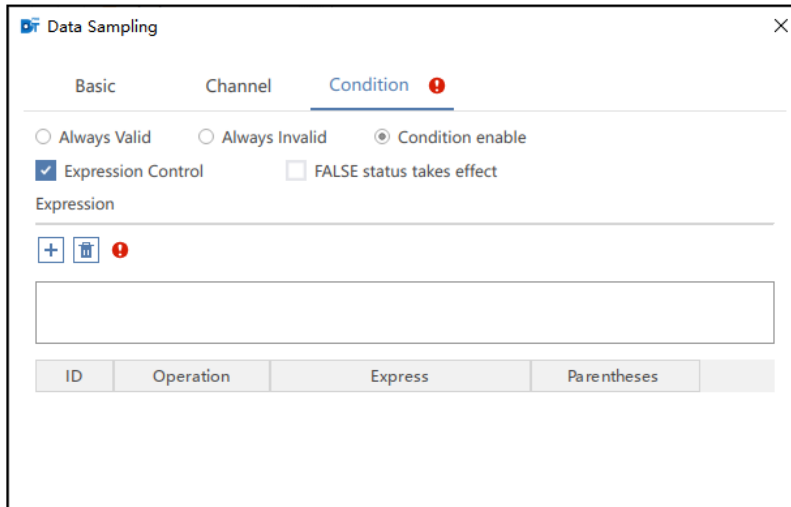 Data Sampling
Basic Channel Condition
Always Valid Always Invalid Condition enable
Expression Control FALSE status takes effect
Expression
ID Operation Express Parentheses